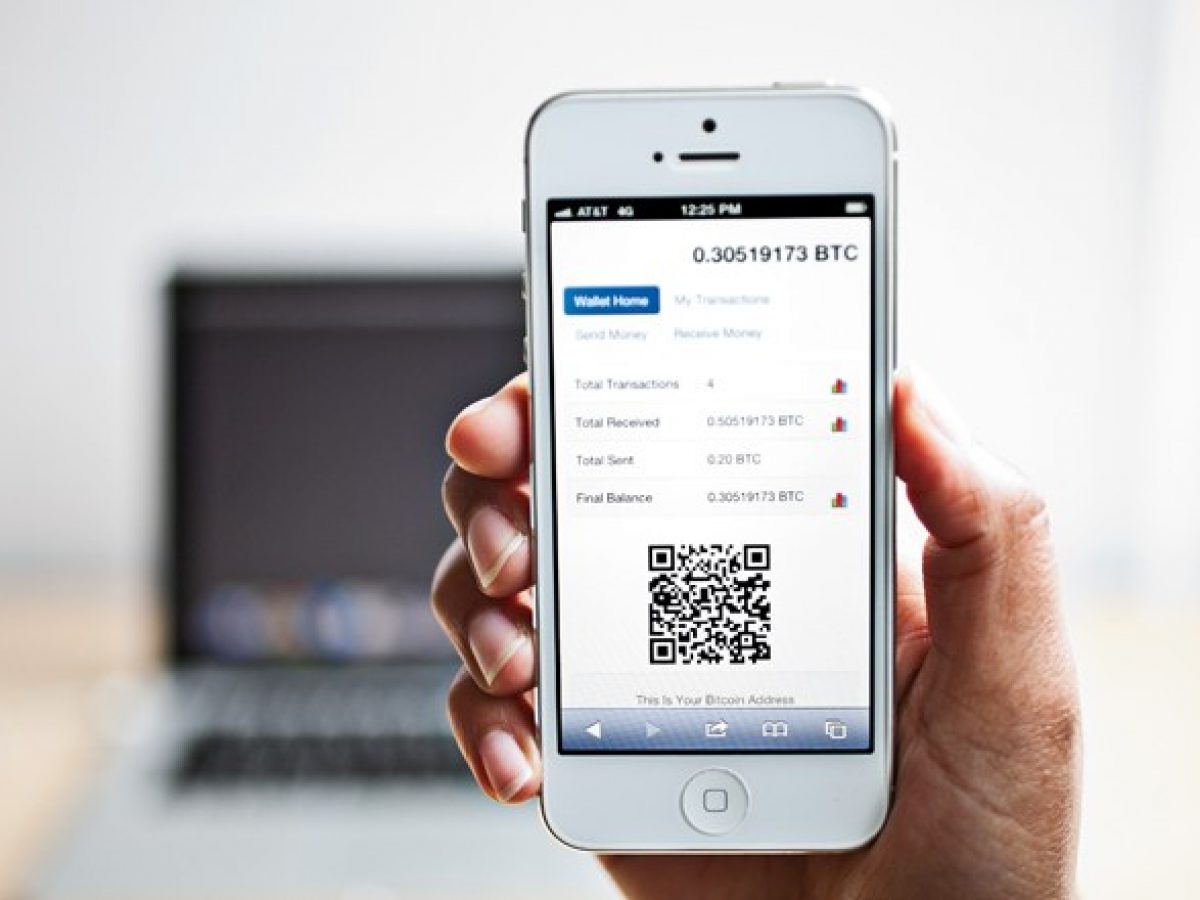 AT&T 4G 12:25 PM
0.30519173 BTC
Wallet Home My Transactions
Send Money Receive Money
Total Transactions 4
Total Received 0.50519173 BTC
Total Sent 0.20 BTC
Final Balance 0.30519173 BTC
This Is Your Bitcoin Address